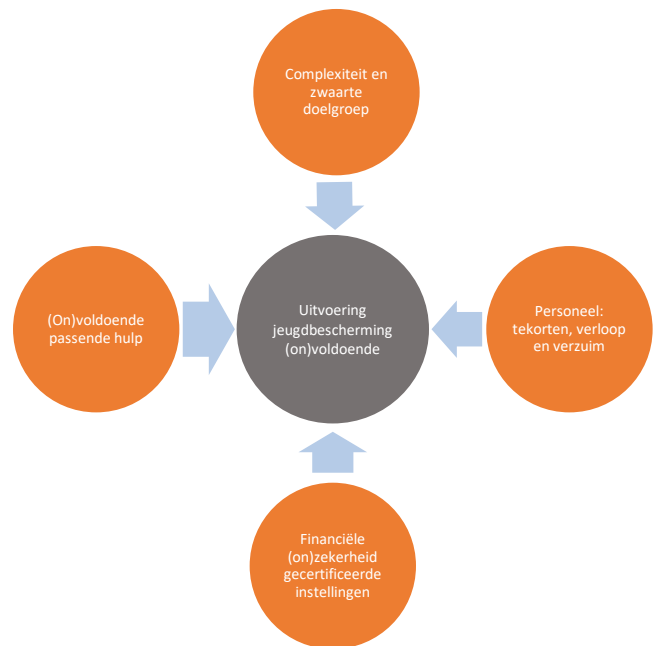 Complexiteit en
zwaarte
doelgroep
(On)voldoende
passende hulp
Uitvoering
jeugdbescherming
(on)voldoende
Personeel:
tekorten, verloop
en verzuim
Financiële
(on)zekerheid
gecertificeerde
instellingen